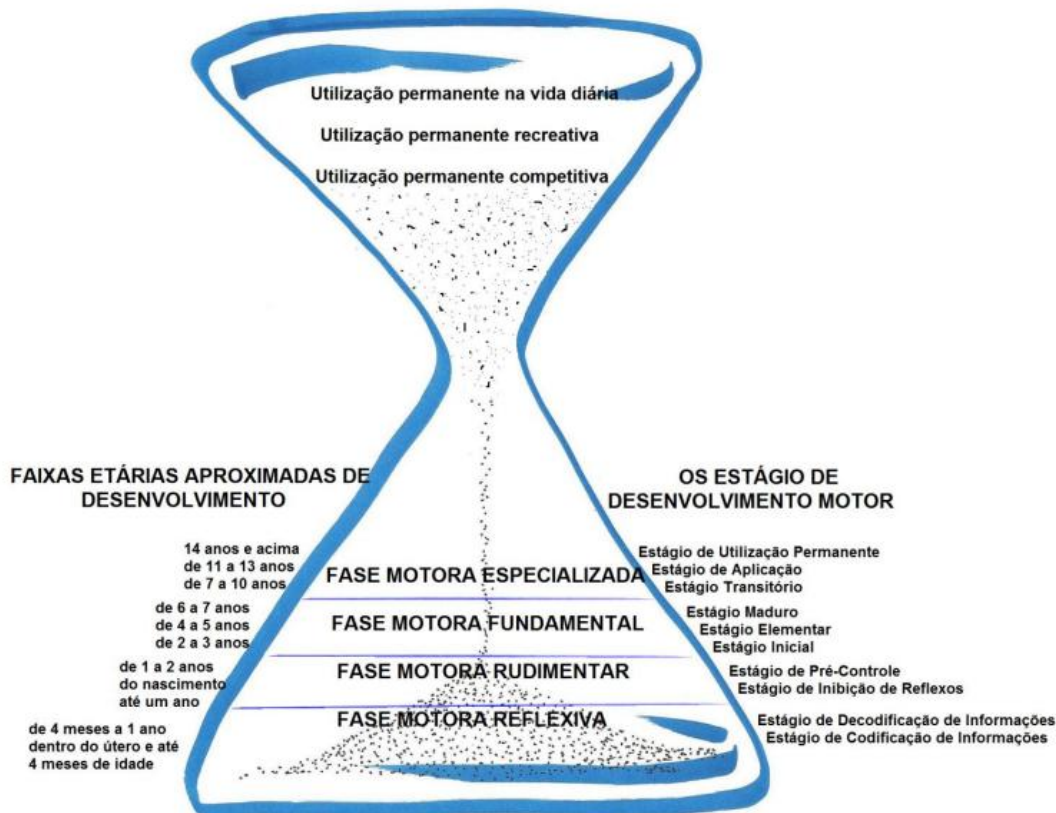 Utilização permanente na vida diária
Utilização permanente recreativa
Utilização permanente competitiva
FAIXAS ETÁRIAS APROXIMADAS DE
DESENVOLVIMENTO
OS ESTÁGIO DE
DESENVOLVIMENTO MOTOR
14 anos e acima
de 11 a 13 anos
de 7 a 10 anos
FASE MOTORA ESPECIALIZADA
Estágio de Utilização Permanente
Estágio de Aplicação
Estágio Transitório
de 6 a 7 anos
de 4 a 5 anos
de 2 a 3 anos
FASE MOTORA FUNDAMENTAL
Estágio Maduro
Estágio Elementar
Estágio Inicial
de 1 a 2 anos
do nascimento
até um ano
FASE MOTORA RUDIMENTAR
Estágio de Pré-Controle
Estágio de Inibição de Reflexos
de 4 meses a 1 ano
dentro do útero e até
4 meses de idade
FASE MOTORA REFLEXIVA
Estágio de Decodificação de Informações
Estágio de Codificação de Informações